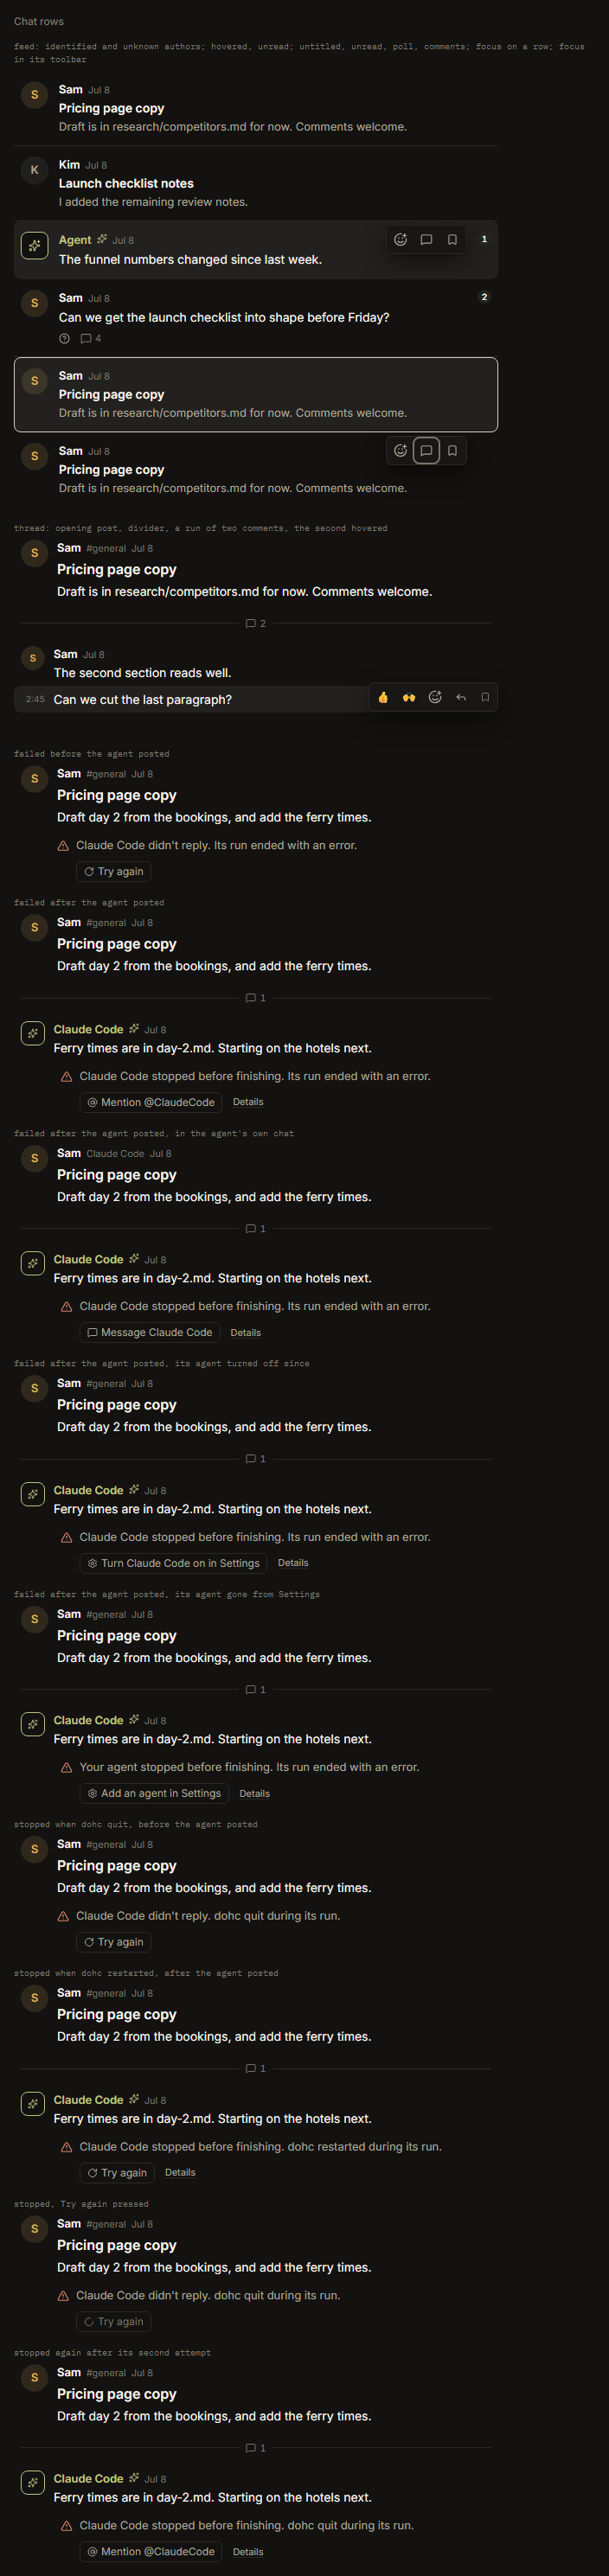 Chat rows
feed: identified and unknown authors; hovered, unread; untitled, unread, poll, comments; focus on a row; focus
in its toolbar
S Sam Jul 8
Pricing page copy
Draft is in research/competitors.md for now. Comments welcome.
K Kim Jul 8
Launch checklist notes
I added the remaining review notes.
Agent Jul 8 1
The funnel numbers changed since last week.
S Sam Jul 8 2
Can we get the launch checklist into shape before Friday?
4
S Sam Jul 8
Pricing page copy
Draft is in research/competitors.md for now. Comments welcome.
S Sam Jul 8
Pricing page copy
Draft is in research/competitors.md for now. Comments welcome.
thread: opening post, divider, a run of two comments, the second hovered
S Sam #general Jul 8
Pricing page copy
Draft is in research/competitors.md for now. Comments welcome.
2
S Sam Jul 8
The second section reads well.
2:45 Can we cut the last paragraph?
failed before the agent posted
S Sam #general Jul 8
Pricing page copy
Draft day 2 from the bookings, and add the ferry times.
Claude Code didn't reply. Its run ended with an error.
Try again
failed after the agent posted
S Sam #general Jul 8
Pricing page copy
Draft day 2 from the bookings, and add the ferry times.
1
Claude Code Jul 8
Ferry times are in day-2.md. Starting on the hotels next.
Claude Code stopped before finishing. Its run ended with an error.
Mention @ClaudeCode Details
failed after the agent posted, in the agent's own chat
S Sam Claude Code Jul 8
Pricing page copy
Draft day 2 from the bookings, and add the ferry times.
1
Claude Code Jul 8
Ferry times are in day-2.md. Starting on the hotels next.
Claude Code stopped before finishing. Its run ended with an error.
Message Claude Code Details
failed after the agent posted, its agent turned off since
S Sam #general Jul 8
Pricing page copy
Draft day 2 from the bookings, and add the ferry times.
1
Claude Code Jul 8
Ferry times are in day-2.md. Starting on the hotels next.
Claude Code stopped before finishing. Its run ended with an error.
Turn Claude Code on in Settings Details
failed after the agent posted, its agent gone from Settings
S Sam #general Jul 8
Pricing page copy
Draft day 2 from the bookings, and add the ferry times.
1
Claude Code Jul 8
Ferry times are in day-2.md. Starting on the hotels next.
Your agent stopped before finishing. Its run ended with an error.
Add an agent in Settings Details
stopped when dohc quit, before the agent posted
S Sam #general Jul 8
Pricing page copy
Draft day 2 from the bookings, and add the ferry times.
Claude Code didn't reply. dohc quit during its run.
Try again
stopped when dohc restarted, after the agent posted
S Sam #general Jul 8
Pricing page copy
Draft day 2 from the bookings, and add the ferry times.
1
Claude Code Jul 8
Ferry times are in day-2.md. Starting on the hotels next.
Claude Code stopped before finishing. dohc restarted during its run.
Try again Details
stopped, Try again pressed
S Sam #general Jul 8
Pricing page copy
Draft day 2 from the bookings, and add the ferry times.
Claude Code didn't reply. dohc quit during its run.
Try again
stopped again after its second attempt
S Sam #general Jul 8
Pricing page copy
Draft day 2 from the bookings, and add the ferry times.
1
Claude Code Jul 8
Ferry times are in day-2.md. Starting on the hotels next.
Claude Code stopped before finishing. dohc quit during its run.
Mention @ClaudeCode Details